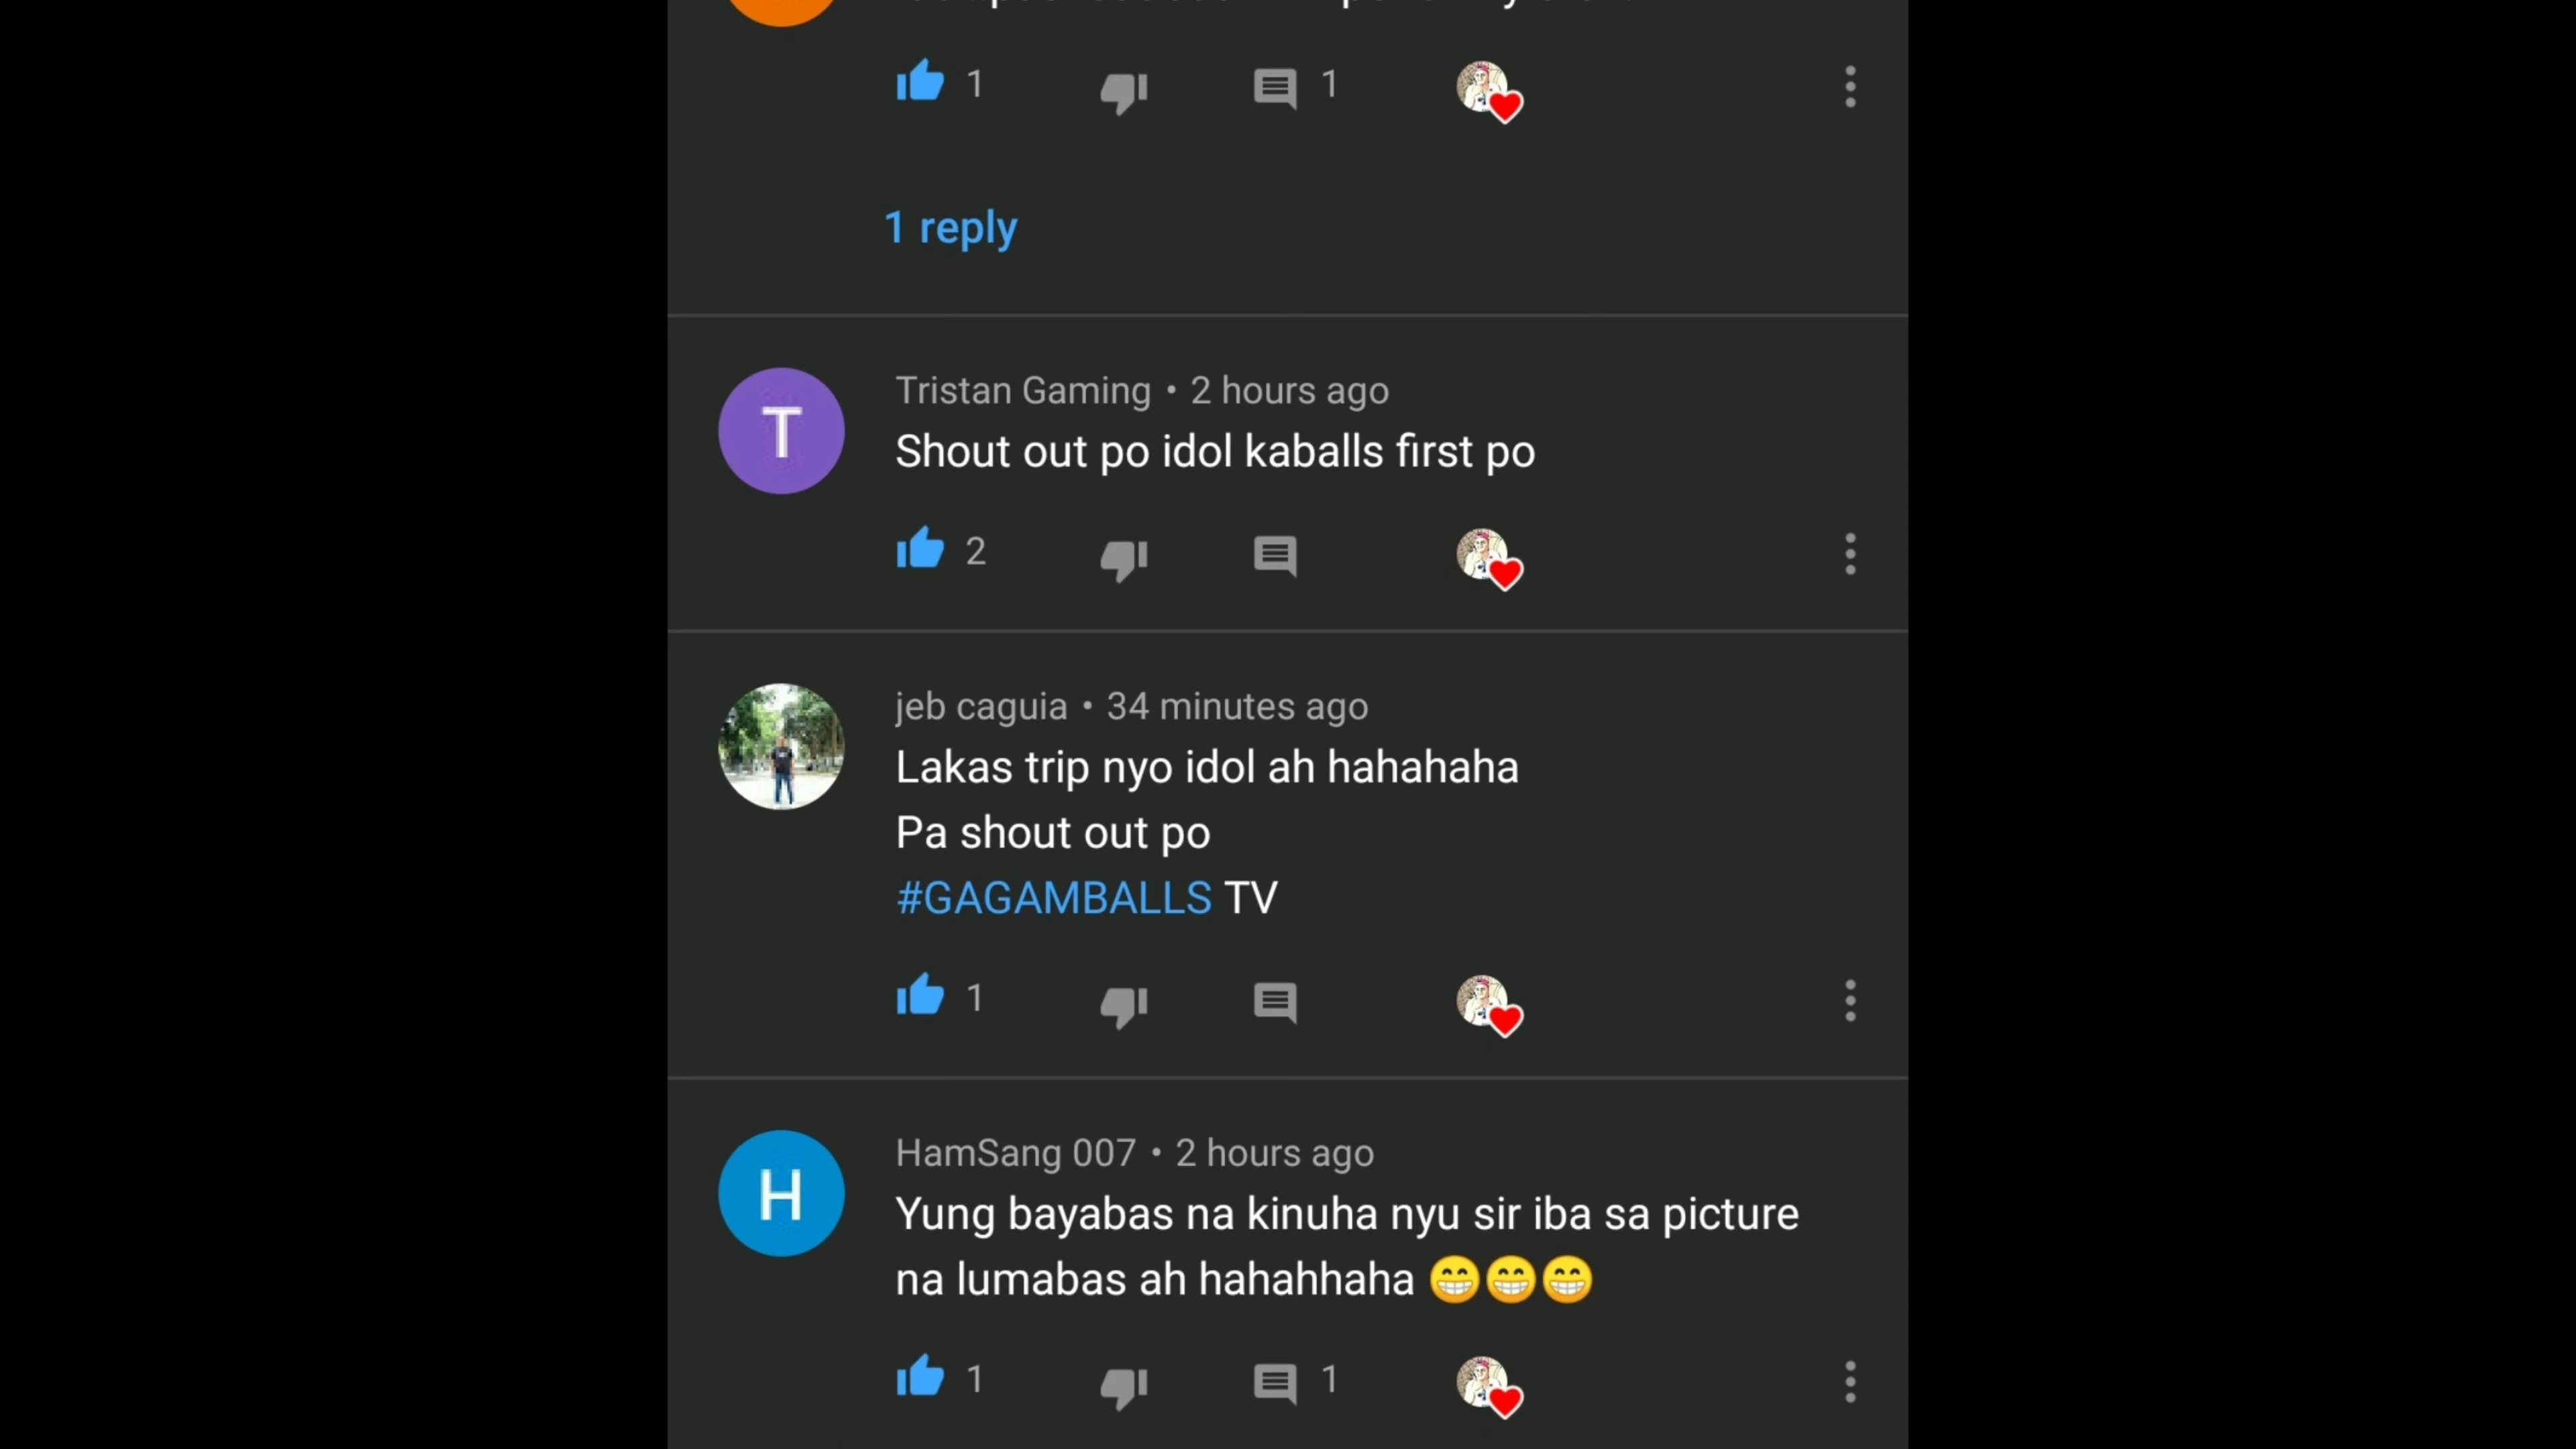 1
1
1 reply
T
Tristan Gaming • 2 hours ago
Shout out po idol kaballs first po
2
jeb caguia • 34 minutes ago
Lakas trip nyo idol ah hahahaha
Pa shout out po
#GAGAMBALLS TV
1
H
HamSang 007 • 2 hours ago
Yung bayabas na kinuha nyu sir iba sa picture
na lumabas ah hahahhaha 😁😁😁
1
1